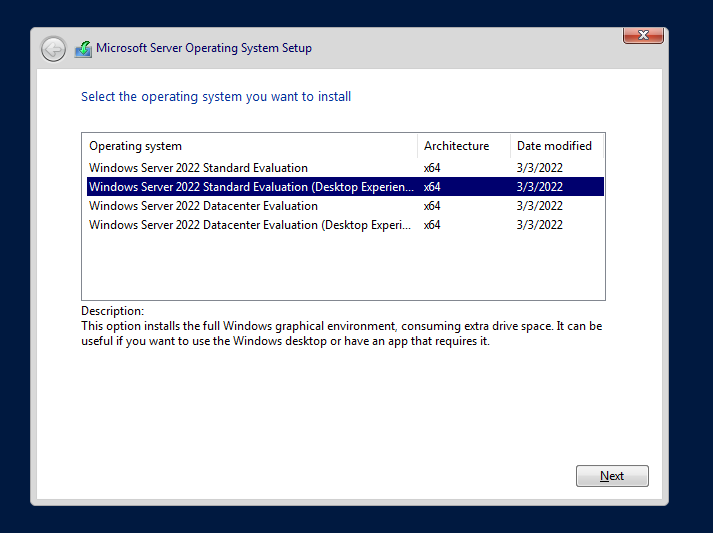 Microsoft Server Operating System Setup
Select the operating system you want to install
Operating system Architecture Date modified
Windows Server 2022 Standard Evaluation x64 3/3/2022
Windows Server 2022 Standard Evaluation (Desktop Experien... x64 3/3/2022
Windows Server 2022 Datacenter Evaluation x64 3/3/2022
Windows Server 2022 Datacenter Evaluation (Desktop Experi... x64 3/3/2022
Description:
This option installs the full Windows graphical environment, consuming extra drive space. It can be
useful if you want to use the Windows desktop or have an app that requires it.
Next